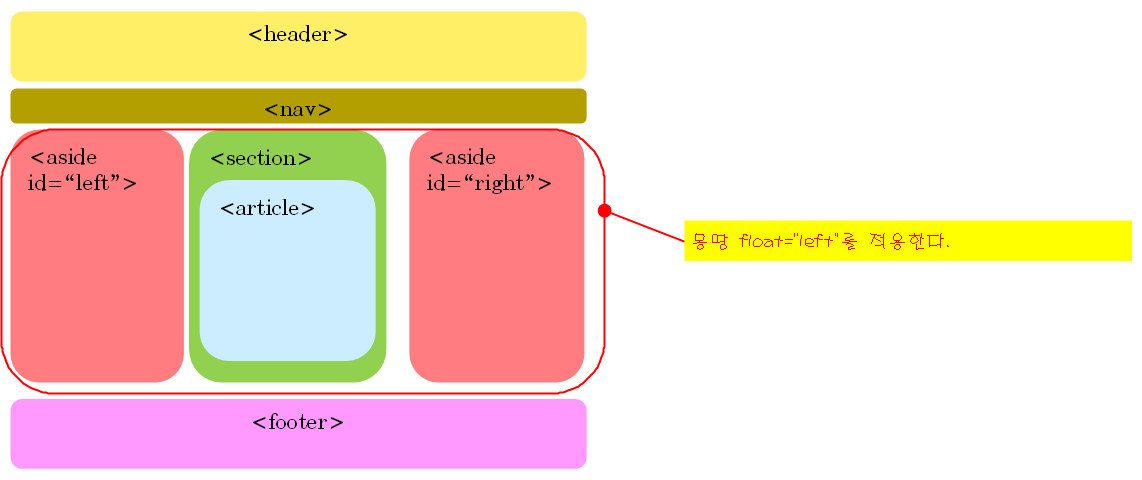 <header>
<nav>
<aside
id=“left”>
<section>
<article>
<aside
id=“right”>
몽땅 float="left"를 적용한다.
<footer>